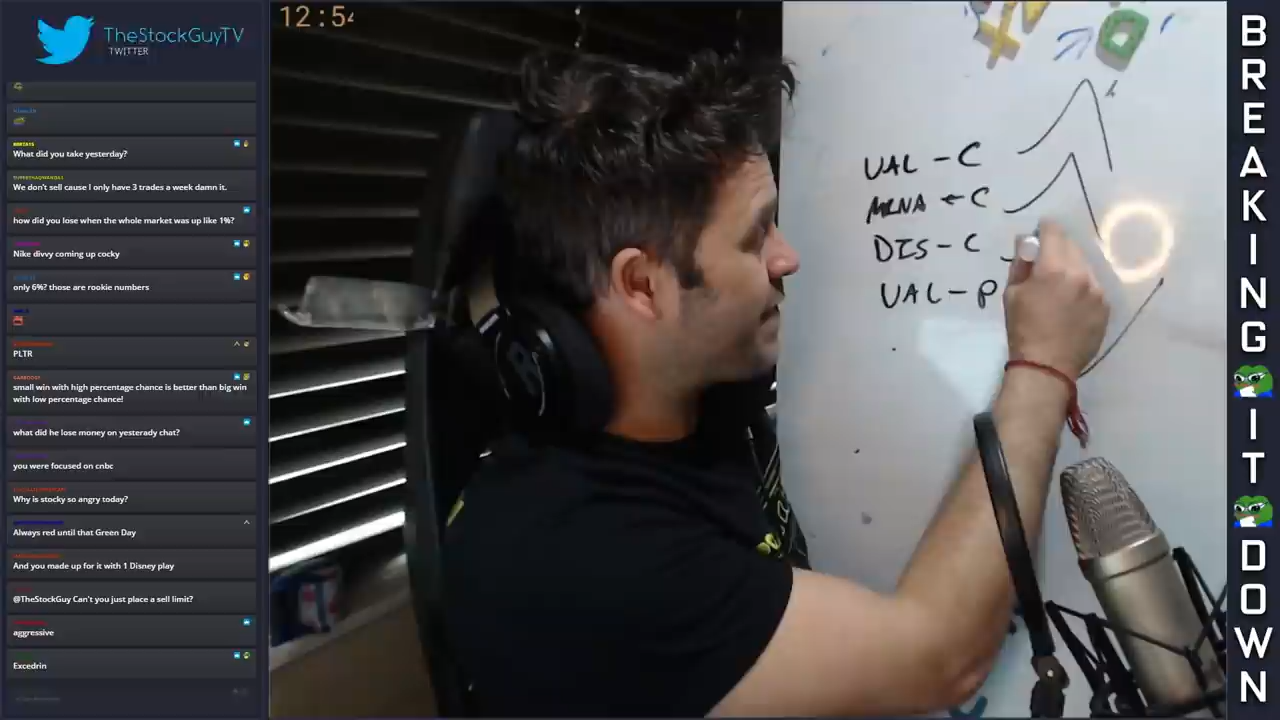 TheStockGuyTV
TWITTER
12:54
What did you take yesterday?
We don't sell cause I only have 3 trades a week damn it.
how did you lose when the whole market was up like 1%?
Nike divvy coming up cocky
only 6%? those are rookie numbers
PLTR
small win with high percentage chance is better than big win
with low percentage chance!
what did he lose money on yesterady chat?
you were focused on cnbc
Why is stocky so angry today?
Always red until that Green Day
And you made up for it with 1 Disney play
@TheStockGuy Can't you just place a sell limit?
aggressive
Excedrin
UAL - C
MRNA - C
DIS - C
UAL - P
BREAKING IT DOWN